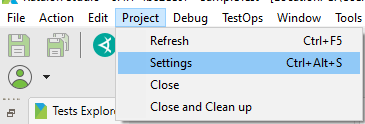 File Action Edit Project Debug TestOps Window Tools
Refresh Ctrl+F5
Settings Ctrl+Alt+S
Close
Close and Clean up
Tests Explore